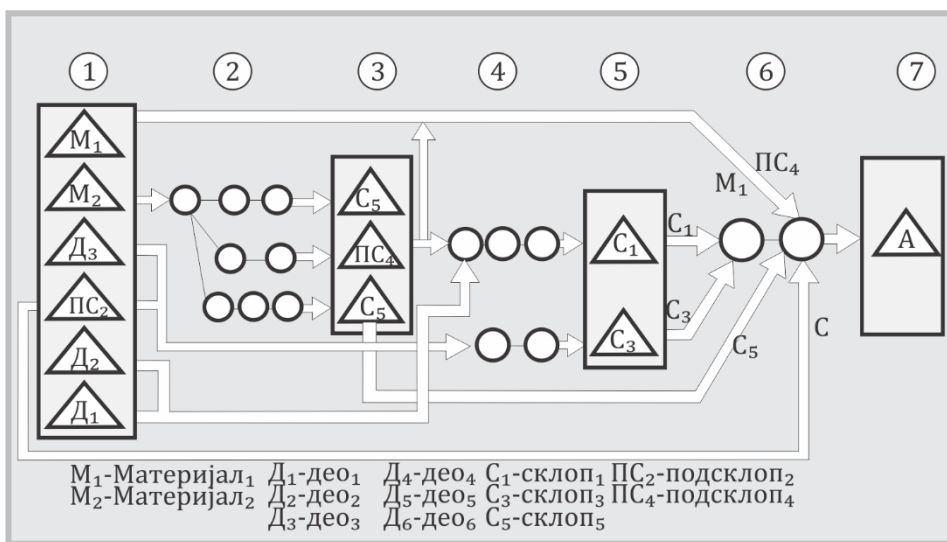 1 2 3 4 5 6 7
М₁
М₂
Д₃
ПС₂
Д₂
Д₁
С₅
ПС₄
С₅
С₁
С₃
С₁
С₃
М₁
ПС₄
С₅
С
А
М₁-Материјал₁ Д₁-део₁ Д₄-део₄ С₁-склоп₁ ПС₂-подсклоп₂
М₂-Материјал₂ Д₂-део₂ Д₅-део₅ С₃-склоп₃ ПС₄-подсклоп₄
Д₃-део₃ Д₆-део₆ С₅-склоп₅